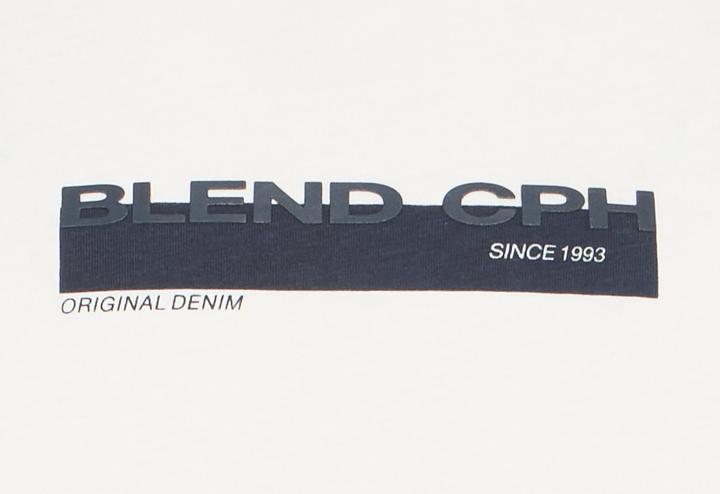 BLEND CPH
SINCE 1993
ORIGINAL DENIM